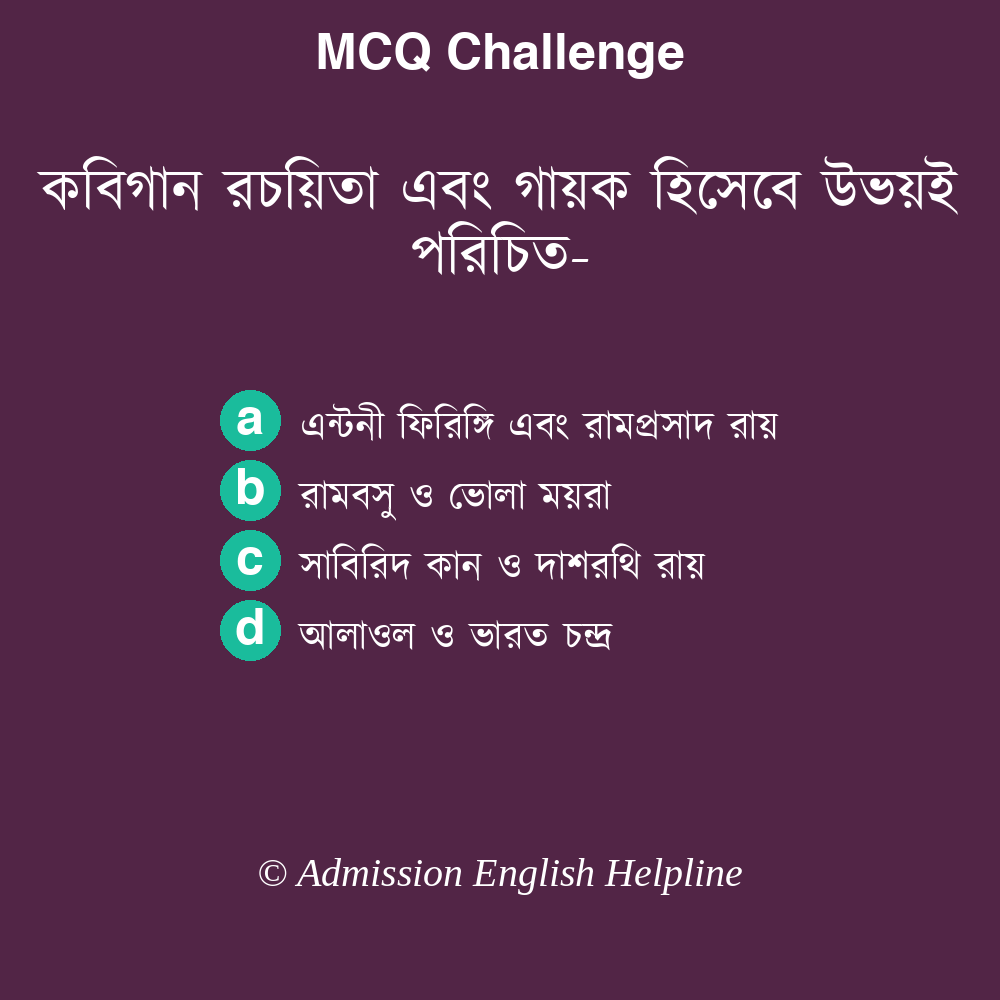 MCQ Challenge
কবিগান রচয়িতা এবং গায়ক হিসেবে উভয়ই
পরিচিত-
a এন্টনী ফিরিঙ্গি এবং রামপ্রসাদ রায়
b রামবসু ও ভোলা ময়রা
c সাবিরিদ কান ও দাশরথি রায়
d আলাওল ও ভারত চন্দ্র
© Admission English Helpline